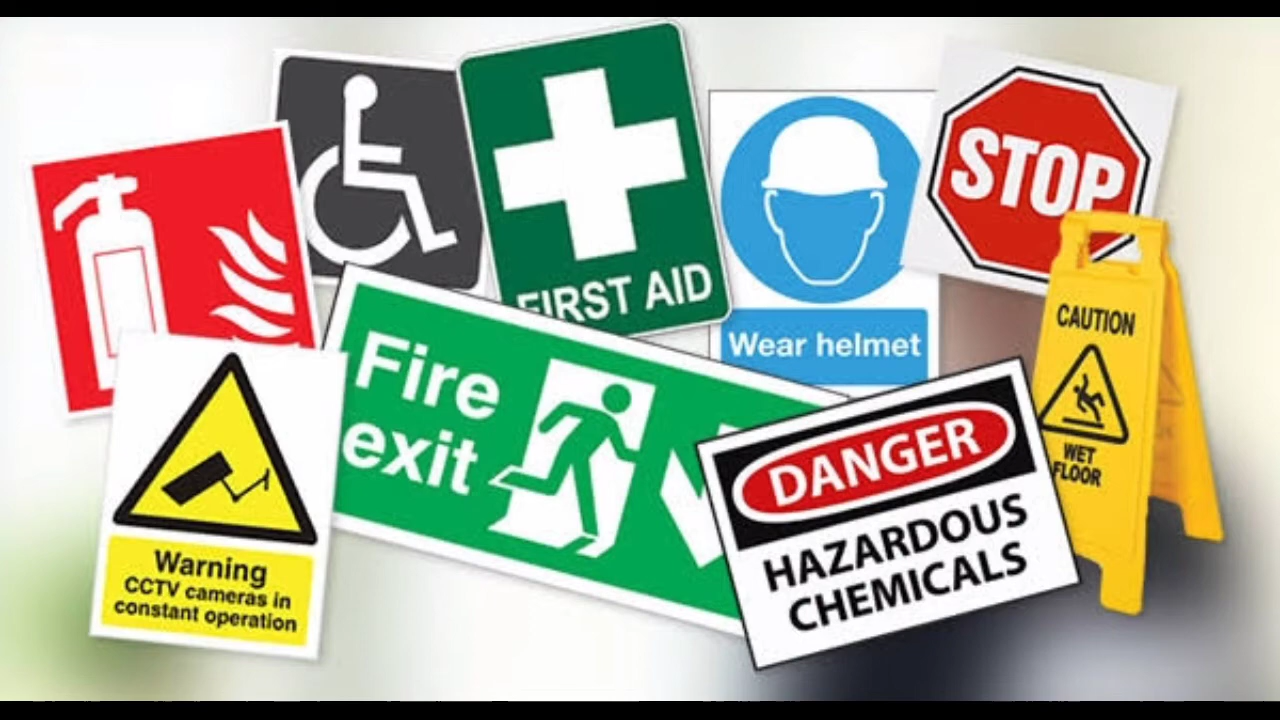 FIRST AID
STOP
Wear helmet
CAUTION
WET
FLOOR
Fire
exit
DANGER
HAZARDOUS
CHEMICALS
Warning
CCTV cameras in
constant operation